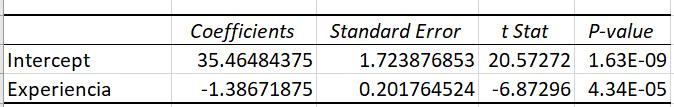 Coefficients Standard Error t Stat P-value
Intercept 35.46484375 1.723876853 20.57272 1.63E-09
Experiencia -1.38671875 0.201764524 -6.87296 4.34E-05